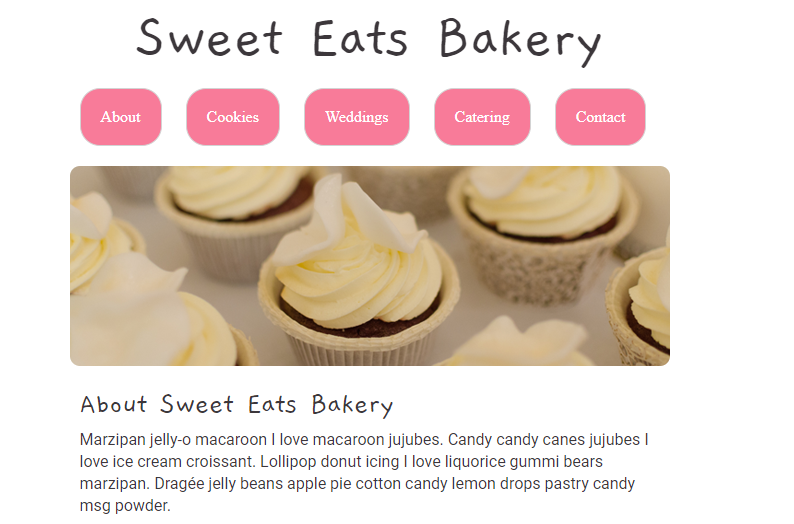 Sweet Eats Bakery
About Cookies Weddings Catering Contact
About Sweet Eats Bakery
Marzipan jelly-o macaroon I love macaroon jujubes. Candy candy canes jujubes I
love ice cream croissant. Lollipop donut icing I love liquorice gummi bears
marzipan. Dragée jelly beans apple pie cotton candy lemon drops pastry candy
msg powder.